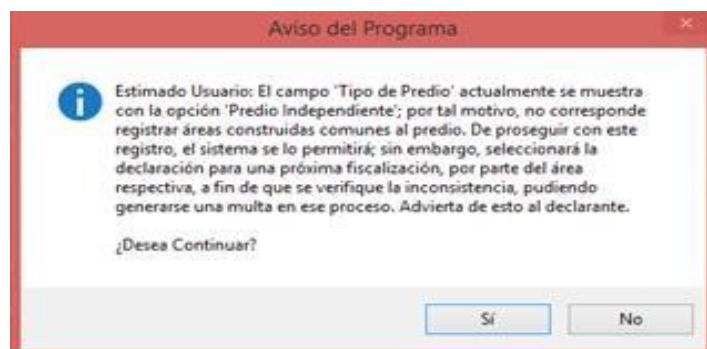 Aviso del Programa
Estimado Usuario: El campo 'Tipo de Predio' actualmente se muestra
con la opción 'Predio Independiente'; por tal motivo, no corresponde
registrar áreas construidas comunes al predio. De proseguir con este
registro, el sistema se lo permitirá; sin embargo, seleccionará la
declaración para una próxima fiscalización, por parte del área
respectiva, a fin de que se verifique la inconsistencia, pudiendo
generarse una multa en ese proceso. Advierta de esto al declarante.
¿Desea Continuar?
Sí
No